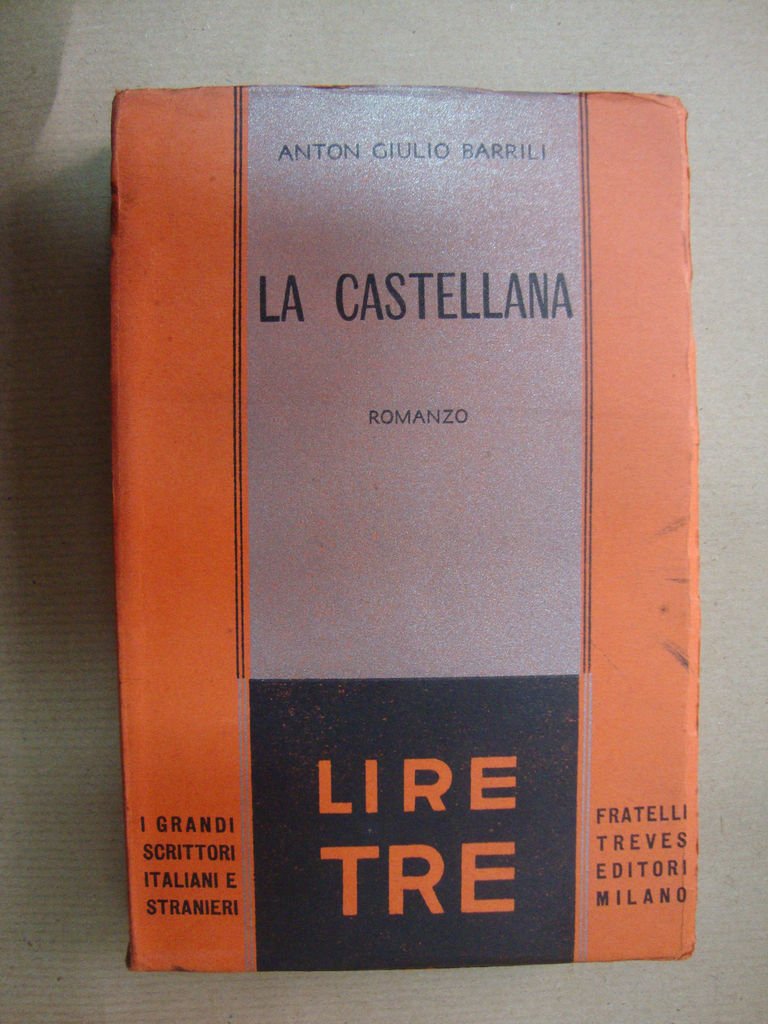 ANTON GIULIO BARRILI
LA CASTELLANA
ROMANZO
LIRE
TRE
I GRANDI
SCRITTORI
ITALIANI E
STRANIERI
FRATELLI
TREVES
EDITORI
MILANO